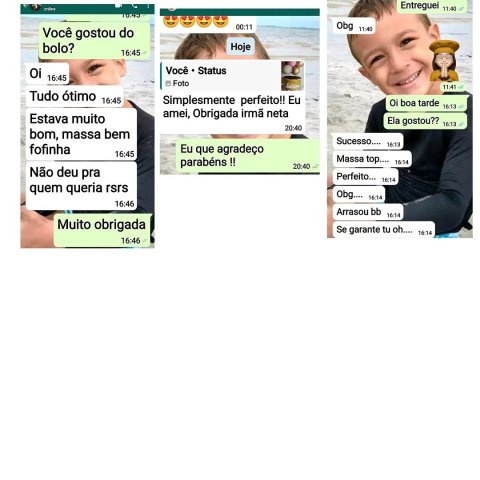 online
16:45
Você gostou do
bolo? 16:45
Oi 16:45
Tudo ótimo 16:45
Estava muito
bom, massa bem
fofinha
16:45
Não deu pra
quem queria rsrs
16:46
Muito obrigada
16:46
00:11
Hoje
Você • Status
Foto
Simplesmente perfeito!! Eu
amei, Obrigada irmã neta
20:40
Eu que agradeço
parabéns !! 20:40
Entreguei 11:40
Obg 11:40
11:41
Oi boa tarde 16:13
Ela gostou?? 16:13
Sucesso.... 16:13
Massa top.... 16:14
Perfeito... 16:14
Obg.... 16:14
Arrasou bb 16:14
Se garante tu oh.... 16:14